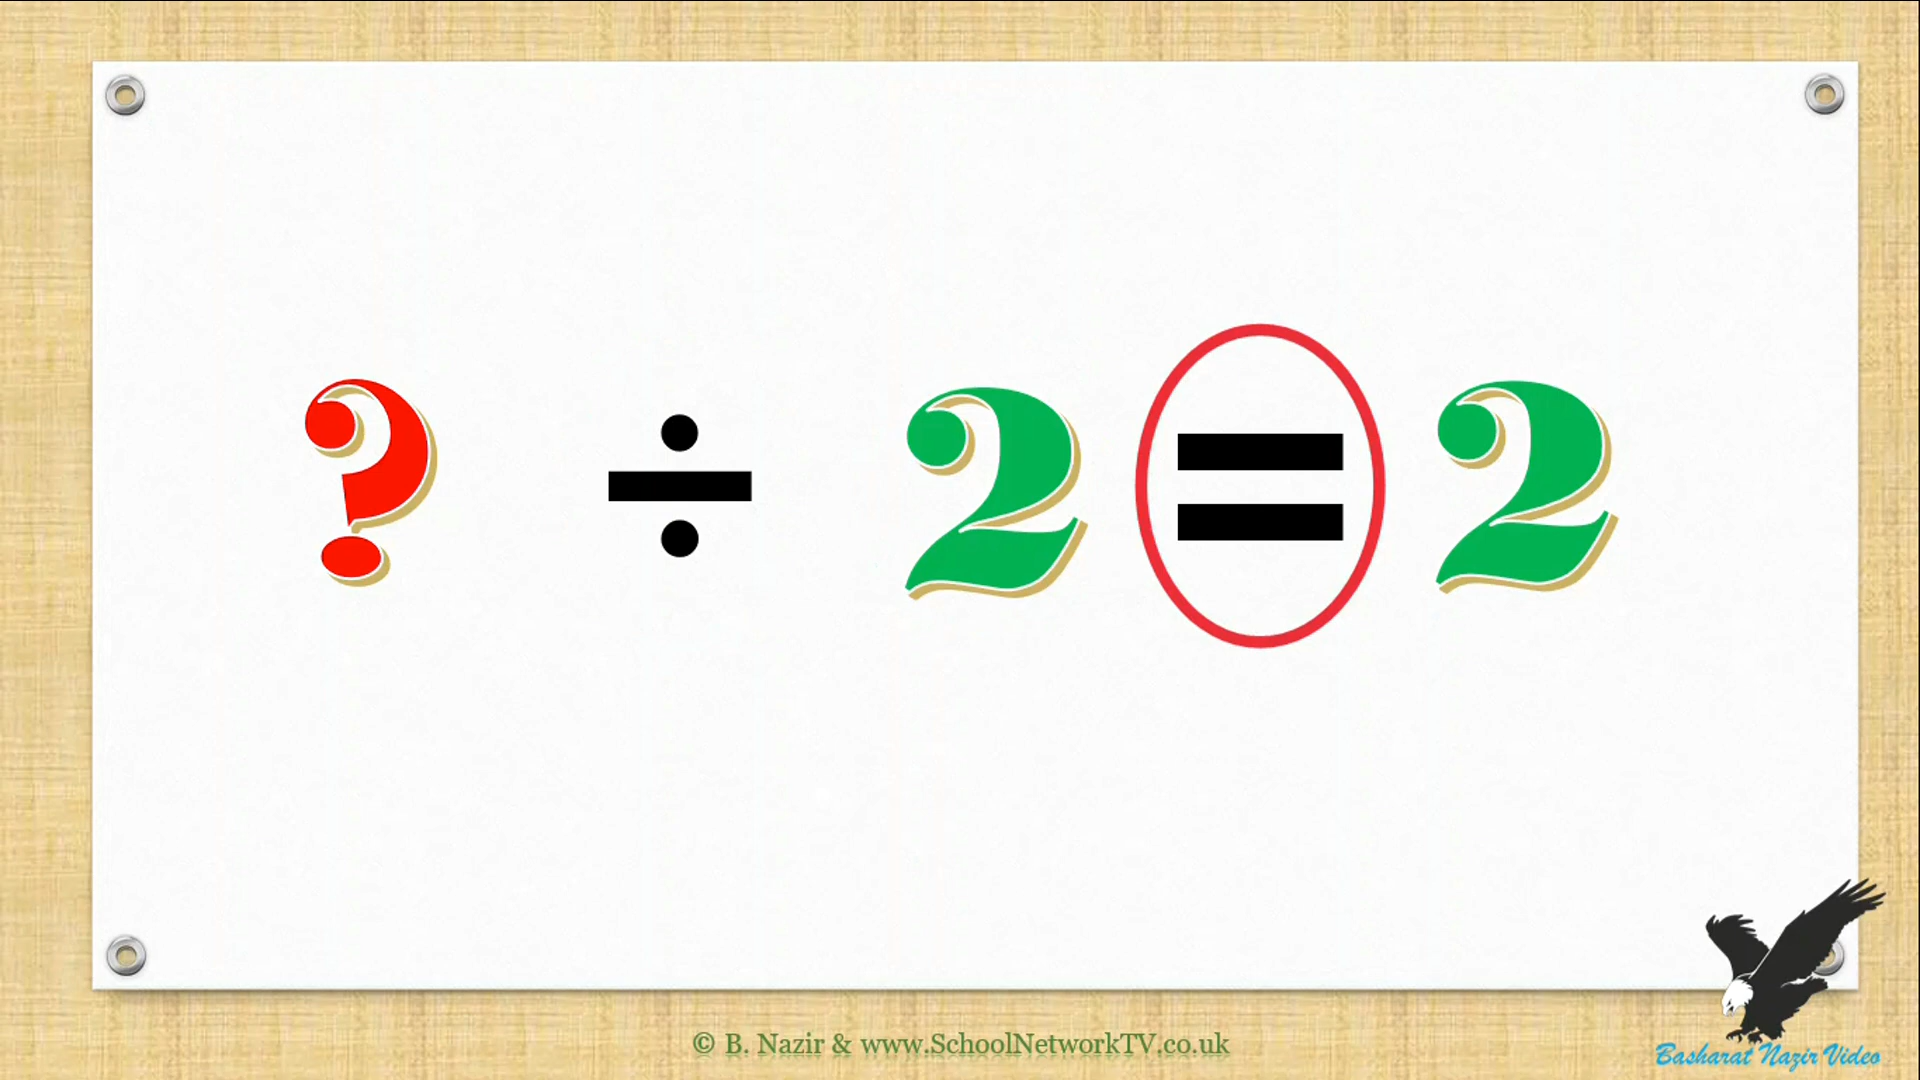 ? ÷ 2 = 2
© B. Nazir & www.SchoolNetworkTV.co.uk
Basharat Nazir Video